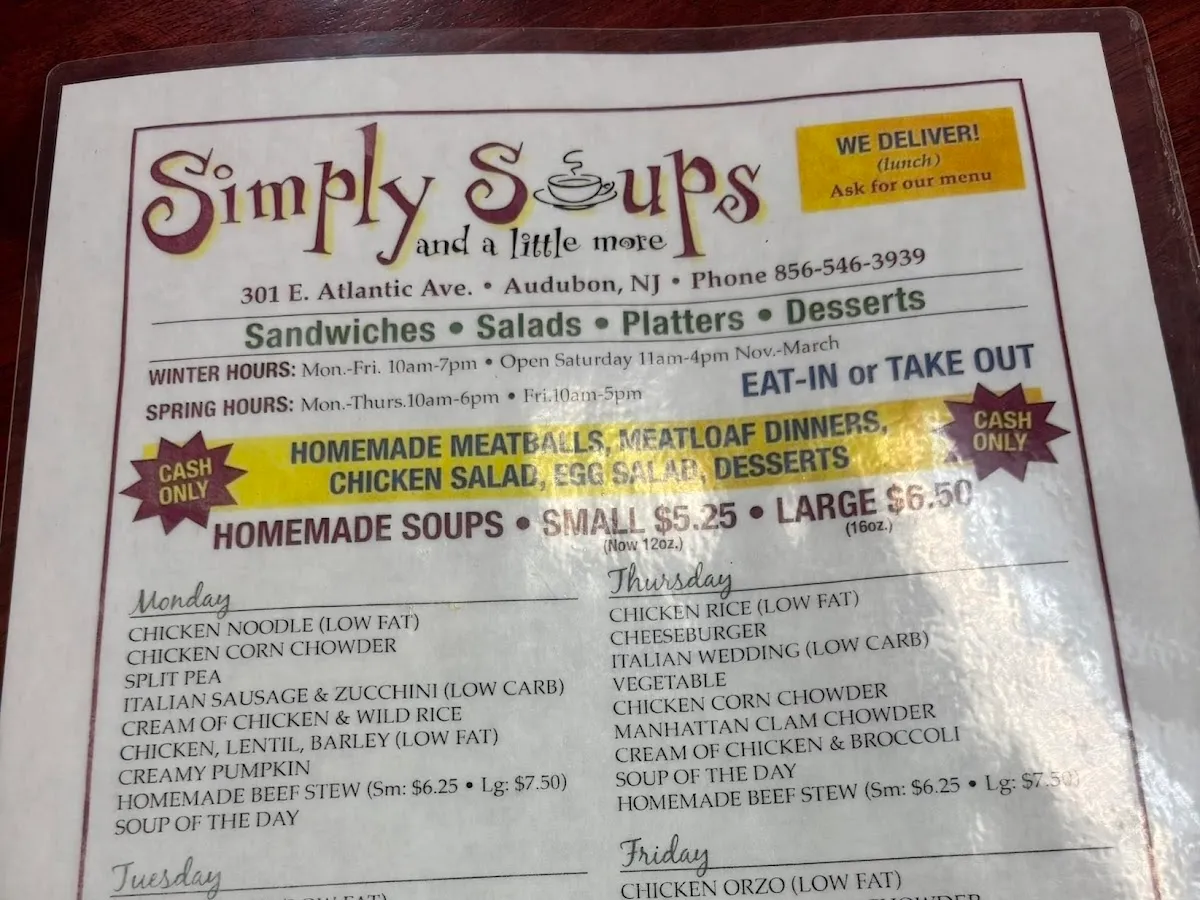 Simply Soups
and a little more
WE DELIVER!
(lunch)
Ask for our menu
301 E. Atlantic Ave. • Audubon, NJ • Phone 856-546-3939
Sandwiches • Salads • Platters • Desserts
WINTER HOURS: Mon.-Fri. 10am-7pm • Open Saturday 11am-4pm Nov.-March
SPRING HOURS: Mon.-Thurs.10am-6pm • Fri.10am-5pm
EAT-IN or TAKE OUT
CASH ONLY
HOMEMADE MEATBALLS, MEATLOAF DINNERS,
CHICKEN SALAD, EGG SALAD, DESSERTS
CASH ONLY
HOMEMADE SOUPS • SMALL $5.25 • LARGE $6.50
(Now 12oz.)
(16oz.)
Monday
CHICKEN NOODLE (LOW FAT)
CHICKEN CORN CHOWDER
SPLIT PEA
ITALIAN SAUSAGE & ZUCCHINI (LOW CARB)
CREAM OF CHICKEN & WILD RICE
CHICKEN, LENTIL, BARLEY (LOW FAT)
CREAMY PUMPKIN
HOMEMADE BEEF STEW (Sm: $6.25 • Lg: $7.50)
SOUP OF THE DAY
Tuesday
Thursday
CHICKEN RICE (LOW FAT)
CHEESEBURGER
ITALIAN WEDDING (LOW CARB)
VEGETABLE
CHICKEN CORN CHOWDER
MANHATTAN CLAM CHOWDER
CREAM OF CHICKEN & BROCCOLI
SOUP OF THE DAY
HOMEMADE BEEF STEW (Sm: $6.25 • Lg: $7.50)
Friday
CHICKEN ORZO (LOW FAT)
CHOWDER